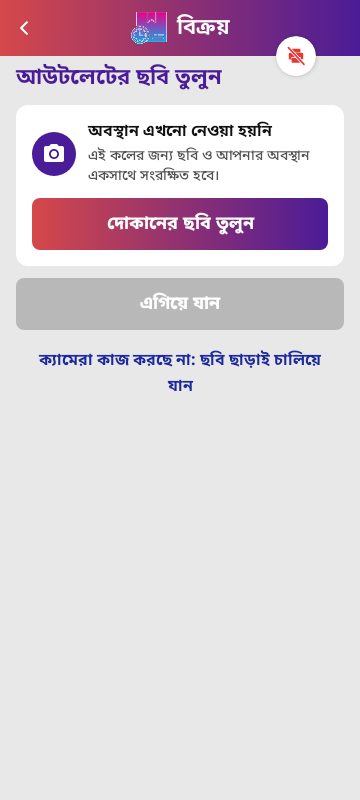 বিক্রয়
আউটলেটের ছবি তুলুন
অবস্থান এখনো নেওয়া হয়নি
এই কলের জন্য ছবি ও আপনার অবস্থান
একসাথে সংরক্ষিত হবে।
দোকানের ছবি তুলুন
এগিয়ে যান
ক্যামেরা কাজ করছে না: ছবি ছাড়াই চালিয়ে
যান